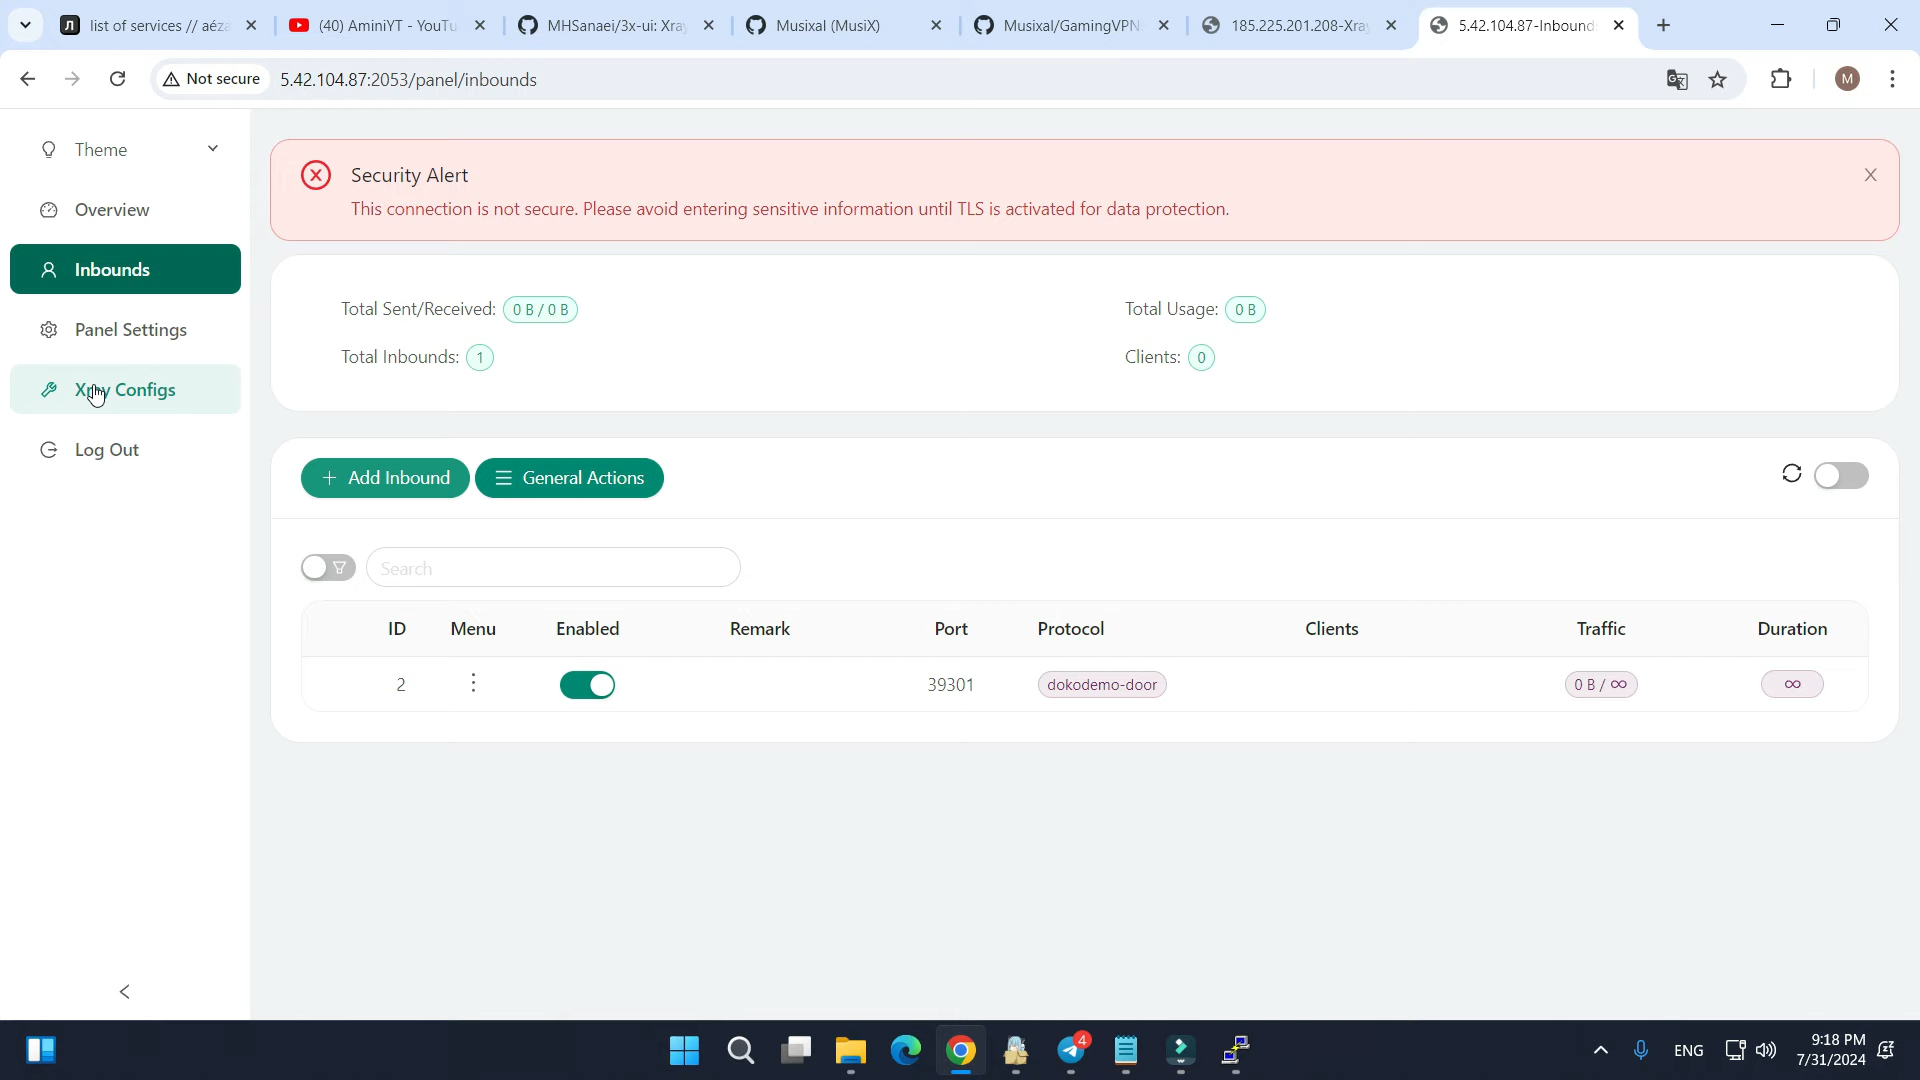 list of services // aéza
(40) AminiYT - YouTu
MHSanaei/3x-ui: Xray
Musixal (MusiX)
Musixal/GamingVPN
185.225.201.208-Xray
5.42.104.87-Inbounds
Not secure
5.42.104.87:2053/panel/inbounds
M
Theme
Overview
Inbounds
Panel Settings
Xray Configs
Log Out
Security Alert
This connection is not secure. Please avoid entering sensitive information until TLS is activated for data protection.
Total Sent/Received: 0 B / 0 B
Total Usage: 0 B
Total Inbounds: 1
Clients: 0
+ Add Inbound
General Actions
Search
ID Menu Enabled Remark Port Protocol Clients Traffic Duration
2 39301 dokodemo-door 0 B / ∞ ∞
4
ENG
9:18 PM
7/31/2024